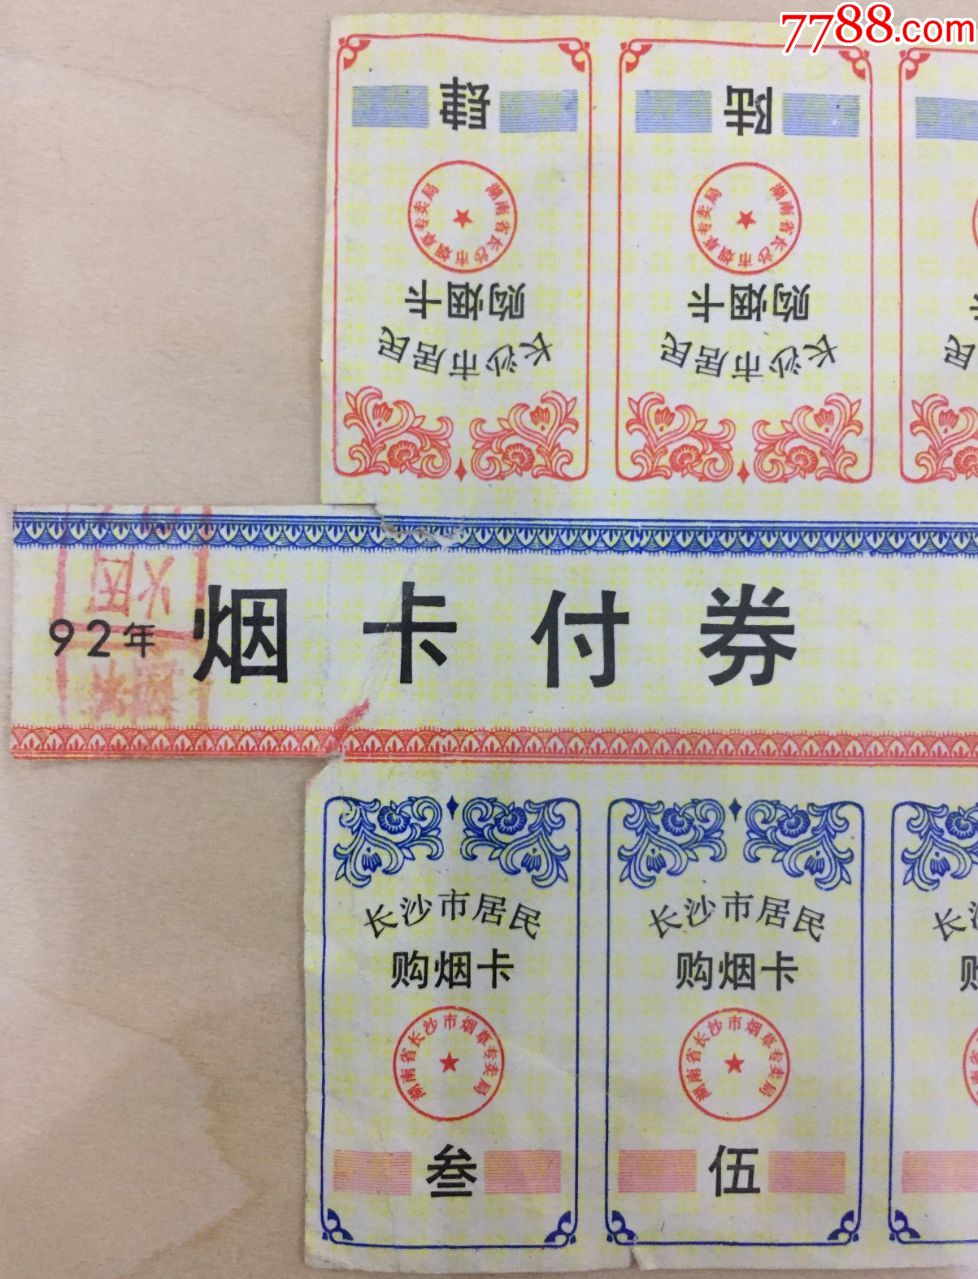 7788.com
肆
湖南省长沙市烟草专卖局
购烟卡
长沙市居民
陆
湖南省长沙市烟草专卖局
购烟卡
长沙市居民
92年 烟卡付券
长沙市居民
购烟卡
湖南省长沙市烟草专卖局
叁
长沙市居民
购烟卡
湖南省长沙市烟草专卖局
伍